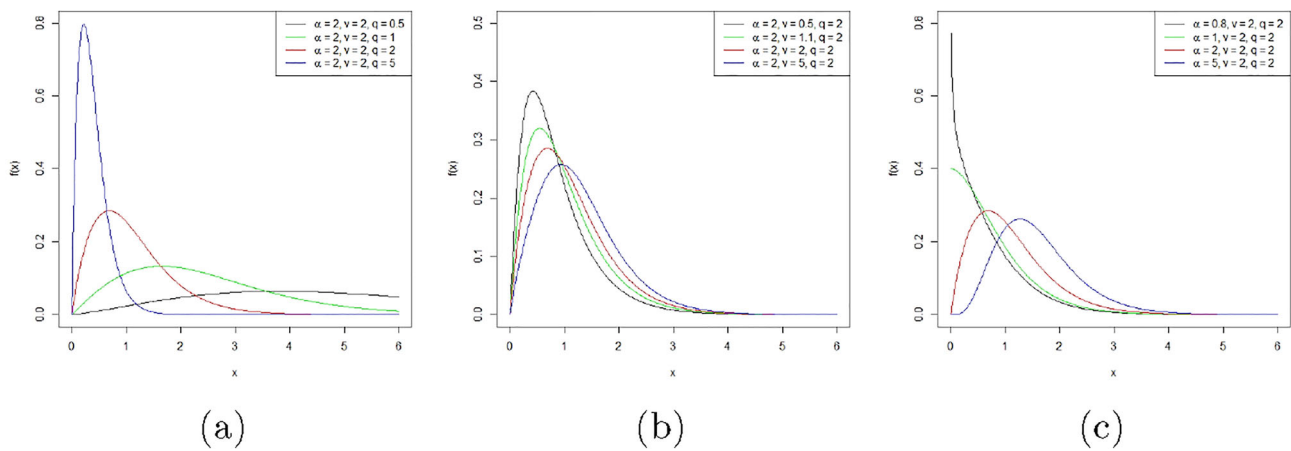 α = 2, ν = 2, q = 0.5
α = 2, ν = 2, q = 1
α = 2, ν = 2, q = 2
α = 2, ν = 2, q = 5
f(x)
0.8
0.6
0.4
0.2
0.0
0 1 2 3 4 5 6
x
(a)
α = 2, ν = 0.5, q = 2
α = 2, ν = 1.1, q = 2
α = 2, ν = 2, q = 2
α = 2, ν = 5, q = 2
f(x)
0.5
0.4
0.3
0.2
0.1
0.0
0 1 2 3 4 5 6
x
(b)
α = 0.8, ν = 2, q = 2
α = 1, ν = 2, q = 2
α = 2, ν = 2, q = 2
α = 5, ν = 2, q = 2
f(x)
0.8
0.6
0.4
0.2
0.0
0 1 2 3 4 5 6
x
(c)